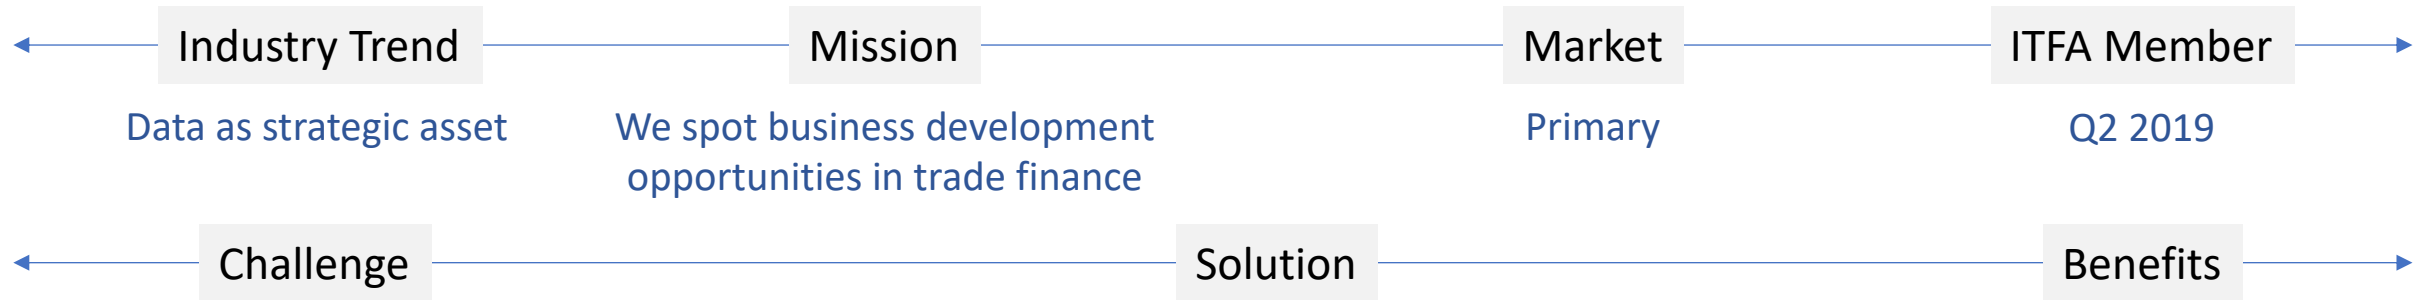 Industry Trend
Mission
Market
ITFA Member
Data as strategic asset
We spot business development
opportunities in trade finance
Primary
Q2 2019
Challenge
Solution
Benefits